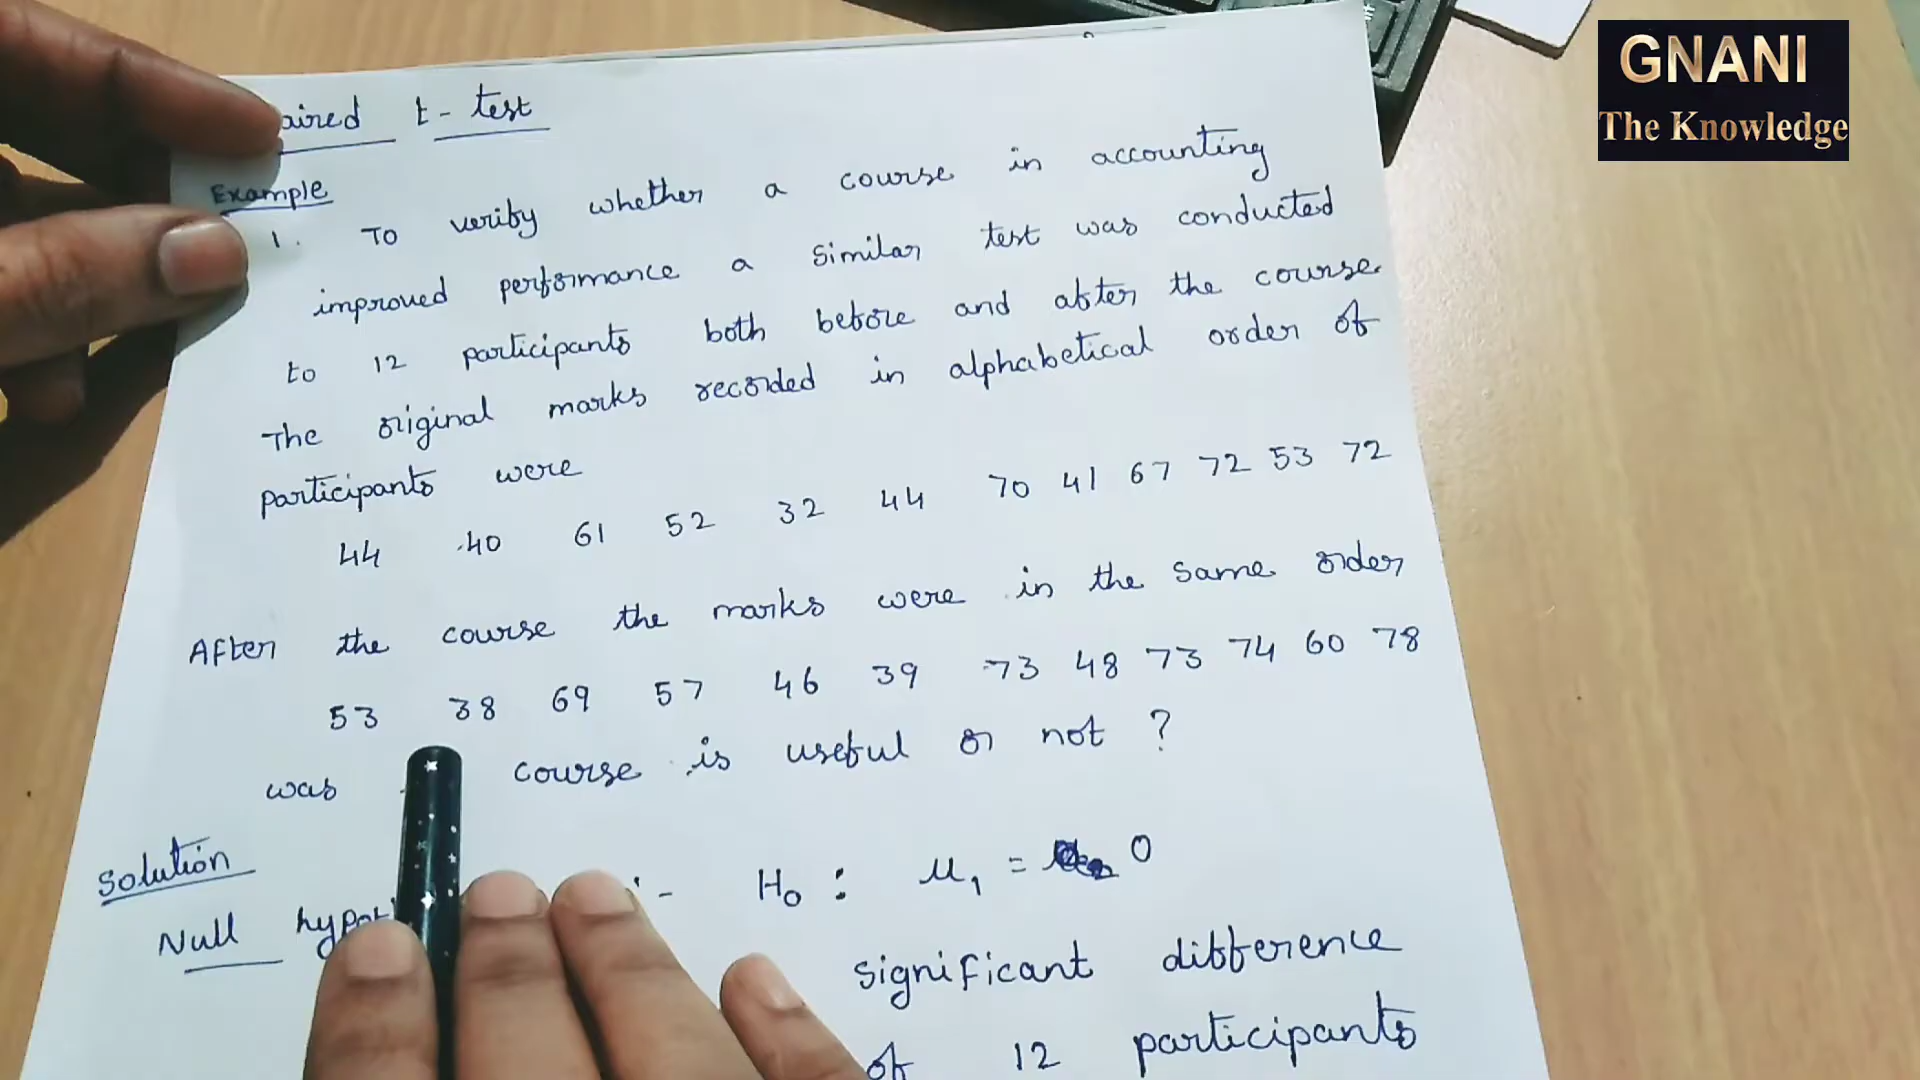 aired t - test
Example
1. To verify whether a course in accounting
improved performance a similar test was conducted
to 12 participants both before and after the course.
The original marks recorded in alphabetical order of
participants were
44 40 61 52 32 44 70 41 67 72 53 72
After the course the marks were in the same order
53 38 69 57 46 39 73 48 73 74 60 78
was course is useful or not ?
Solution
Null hypot :- H0 : μ1 = 0
significant difference
of 12 participants
GNANI
The Knowledge